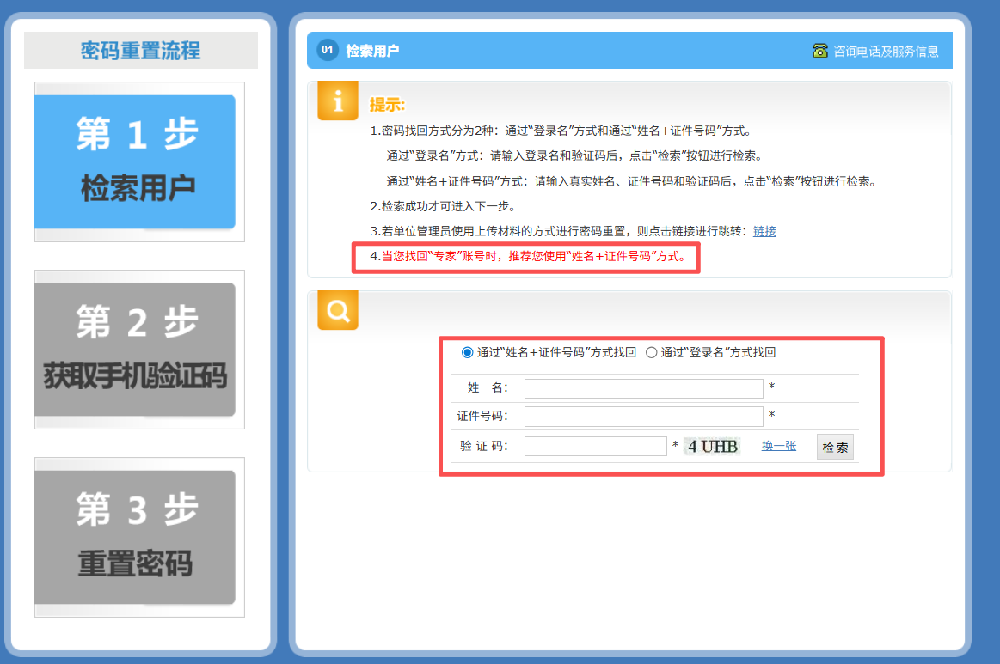 密码重置流程
第 1 步
检索用户
第 2 步
获取手机验证码
第 3 步
重置密码
01 检索用户
咨询电话及服务信息
i
提示:
1.密码找回方式分为2种：通过“登录名”方式和通过“姓名+证件号码”方式。
通过“登录名”方式：请输入登录名和验证码后，点击“检索”按钮进行检索。
通过“姓名+证件号码”方式：请输入真实姓名、证件号码和验证码后，点击“检索”按钮进行检索。
2.检索成功才可进入下一步。
3.若单位管理员使用上传材料的方式进行密码重置，则点击链接进行跳转：链接
4.当您找回“专家”账号时，推荐您使用“姓名+证件号码”方式。
通过“姓名+证件号码”方式找回 通过“登录名”方式找回
姓 名： *
证件号码： *
验 证 码： * 4 UHB 换一张 检 索